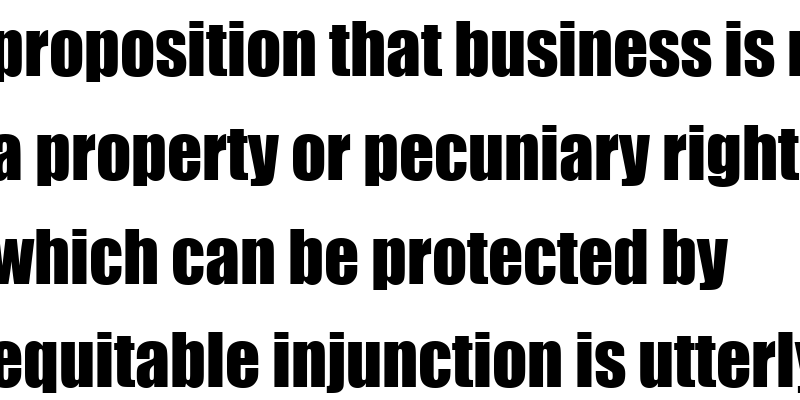 proposition that business is
a property or pecuniary right
which can be protected by
equitable injunction is utterly